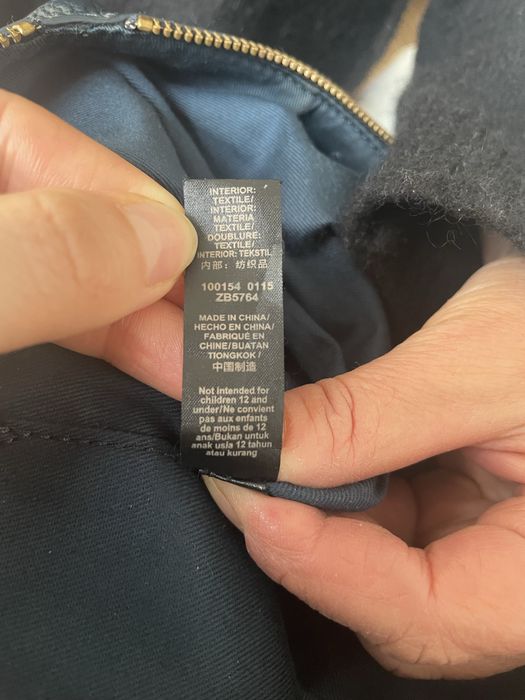 INTERIOR:
TEXTILE/
INTERIOR:
MATERIA
TEXTIL/
DOUBLURE:
TEXTILE/
INTERIOR: TEKSTIL
内部：纺织品
100154 0115
ZB5764
MADE IN CHINA/
HECHO EN CHINA/
FABRIQUÉ EN
CHINE/BUATAN
TIONGKOK /
中国制造
Not intended for
children 12 and
under/Ne convient
pas aux enfants
de moins de 12
ans/Bukan untuk
anak usia 12 tahun
atau kurang